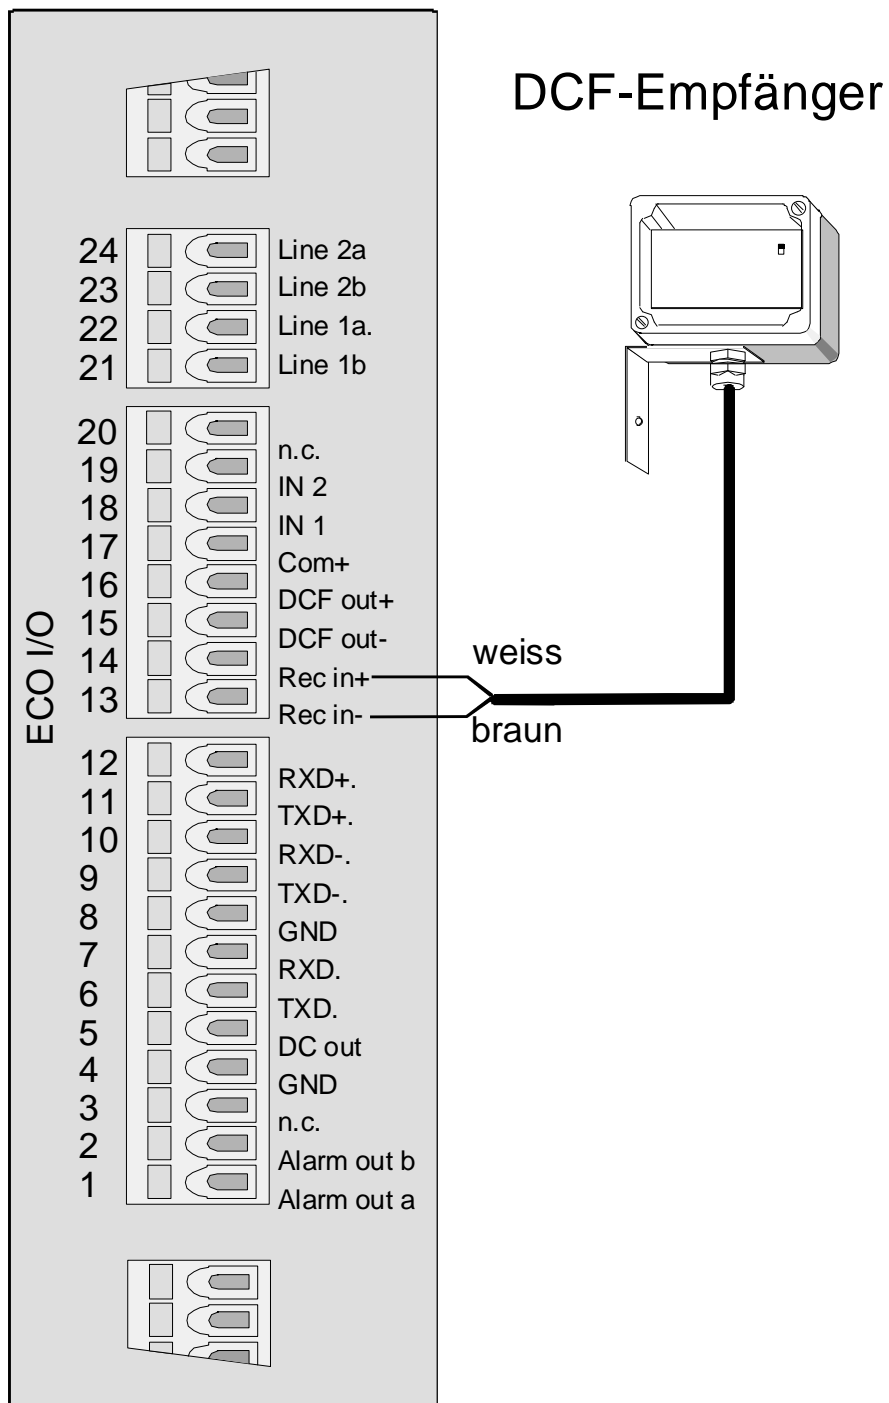 DCF-Empfänger
24 Line 2a
23 Line 2b
22 Line 1a.
21 Line 1b
20 n.c.
19 IN 2
18 IN 1
17 Com+
16 DCF out+
15 DCF out-
14 Rec in+ weiss
13 Rec in- braun
ECO I/O
12 RXD+.
11 TXD+.
10 RXD-.
9 TXD-.
8 GND
7 RXD.
6 TXD.
5 DC out
4 GND
3 n.c.
2 Alarm out b
1 Alarm out a